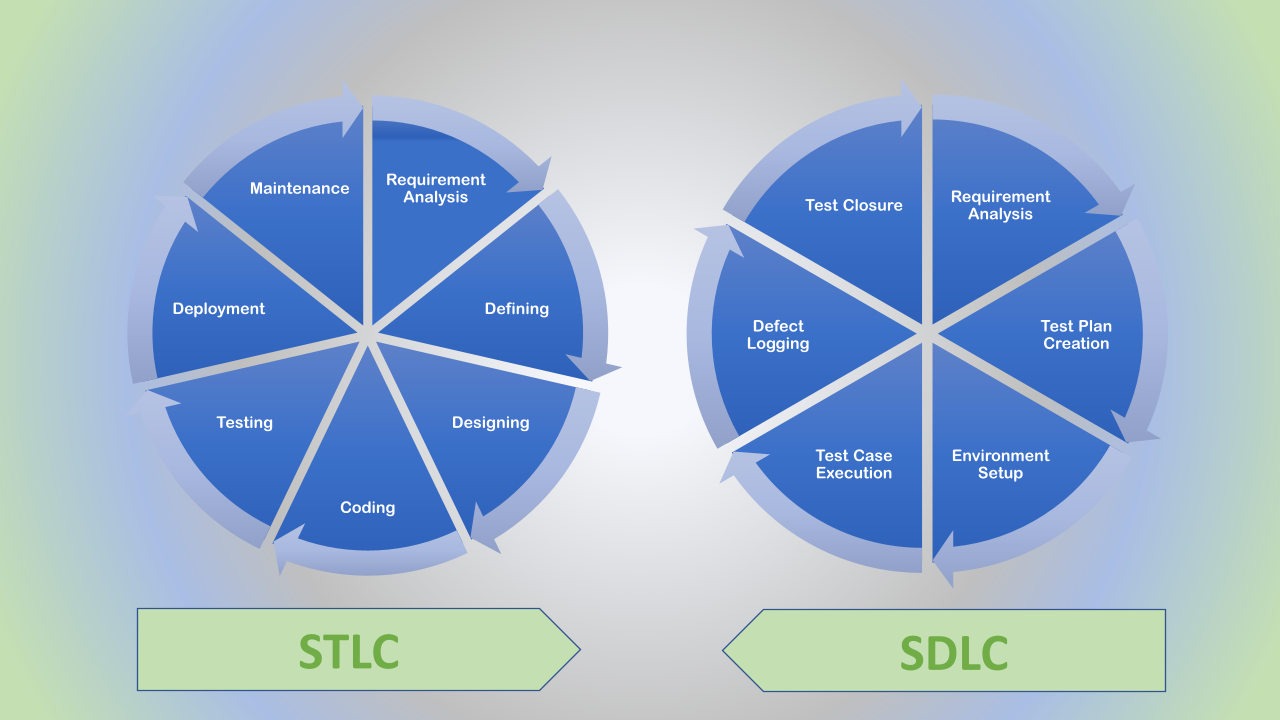 Requirement
Analysis
Defining
Designing
Coding
Testing
Deployment
Maintenance
STLC
Requirement
Analysis
Test Plan
Creation
Environment
Setup
Test Case
Execution
Defect
Logging
Test Closure
SDLC